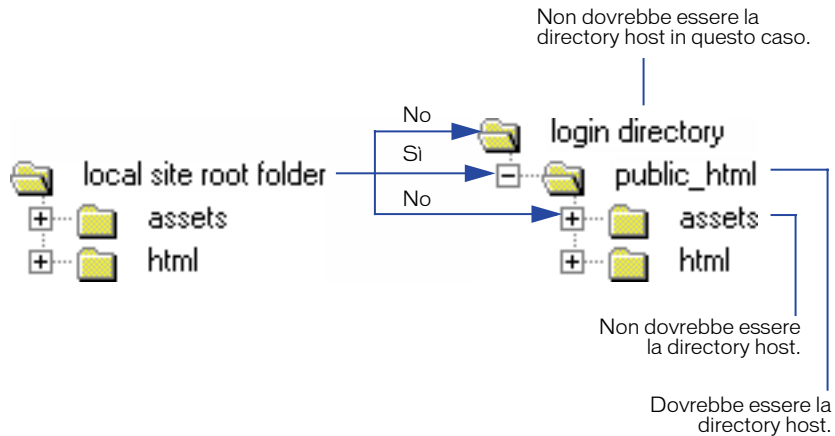 Non dovrebbe essere la
directory host in questo caso.
No
login directory
Sì
local site root folder
public_html
No
assets
assets
html
html
Non dovrebbe essere
la directory host.
Dovrebbe essere la
directory host.